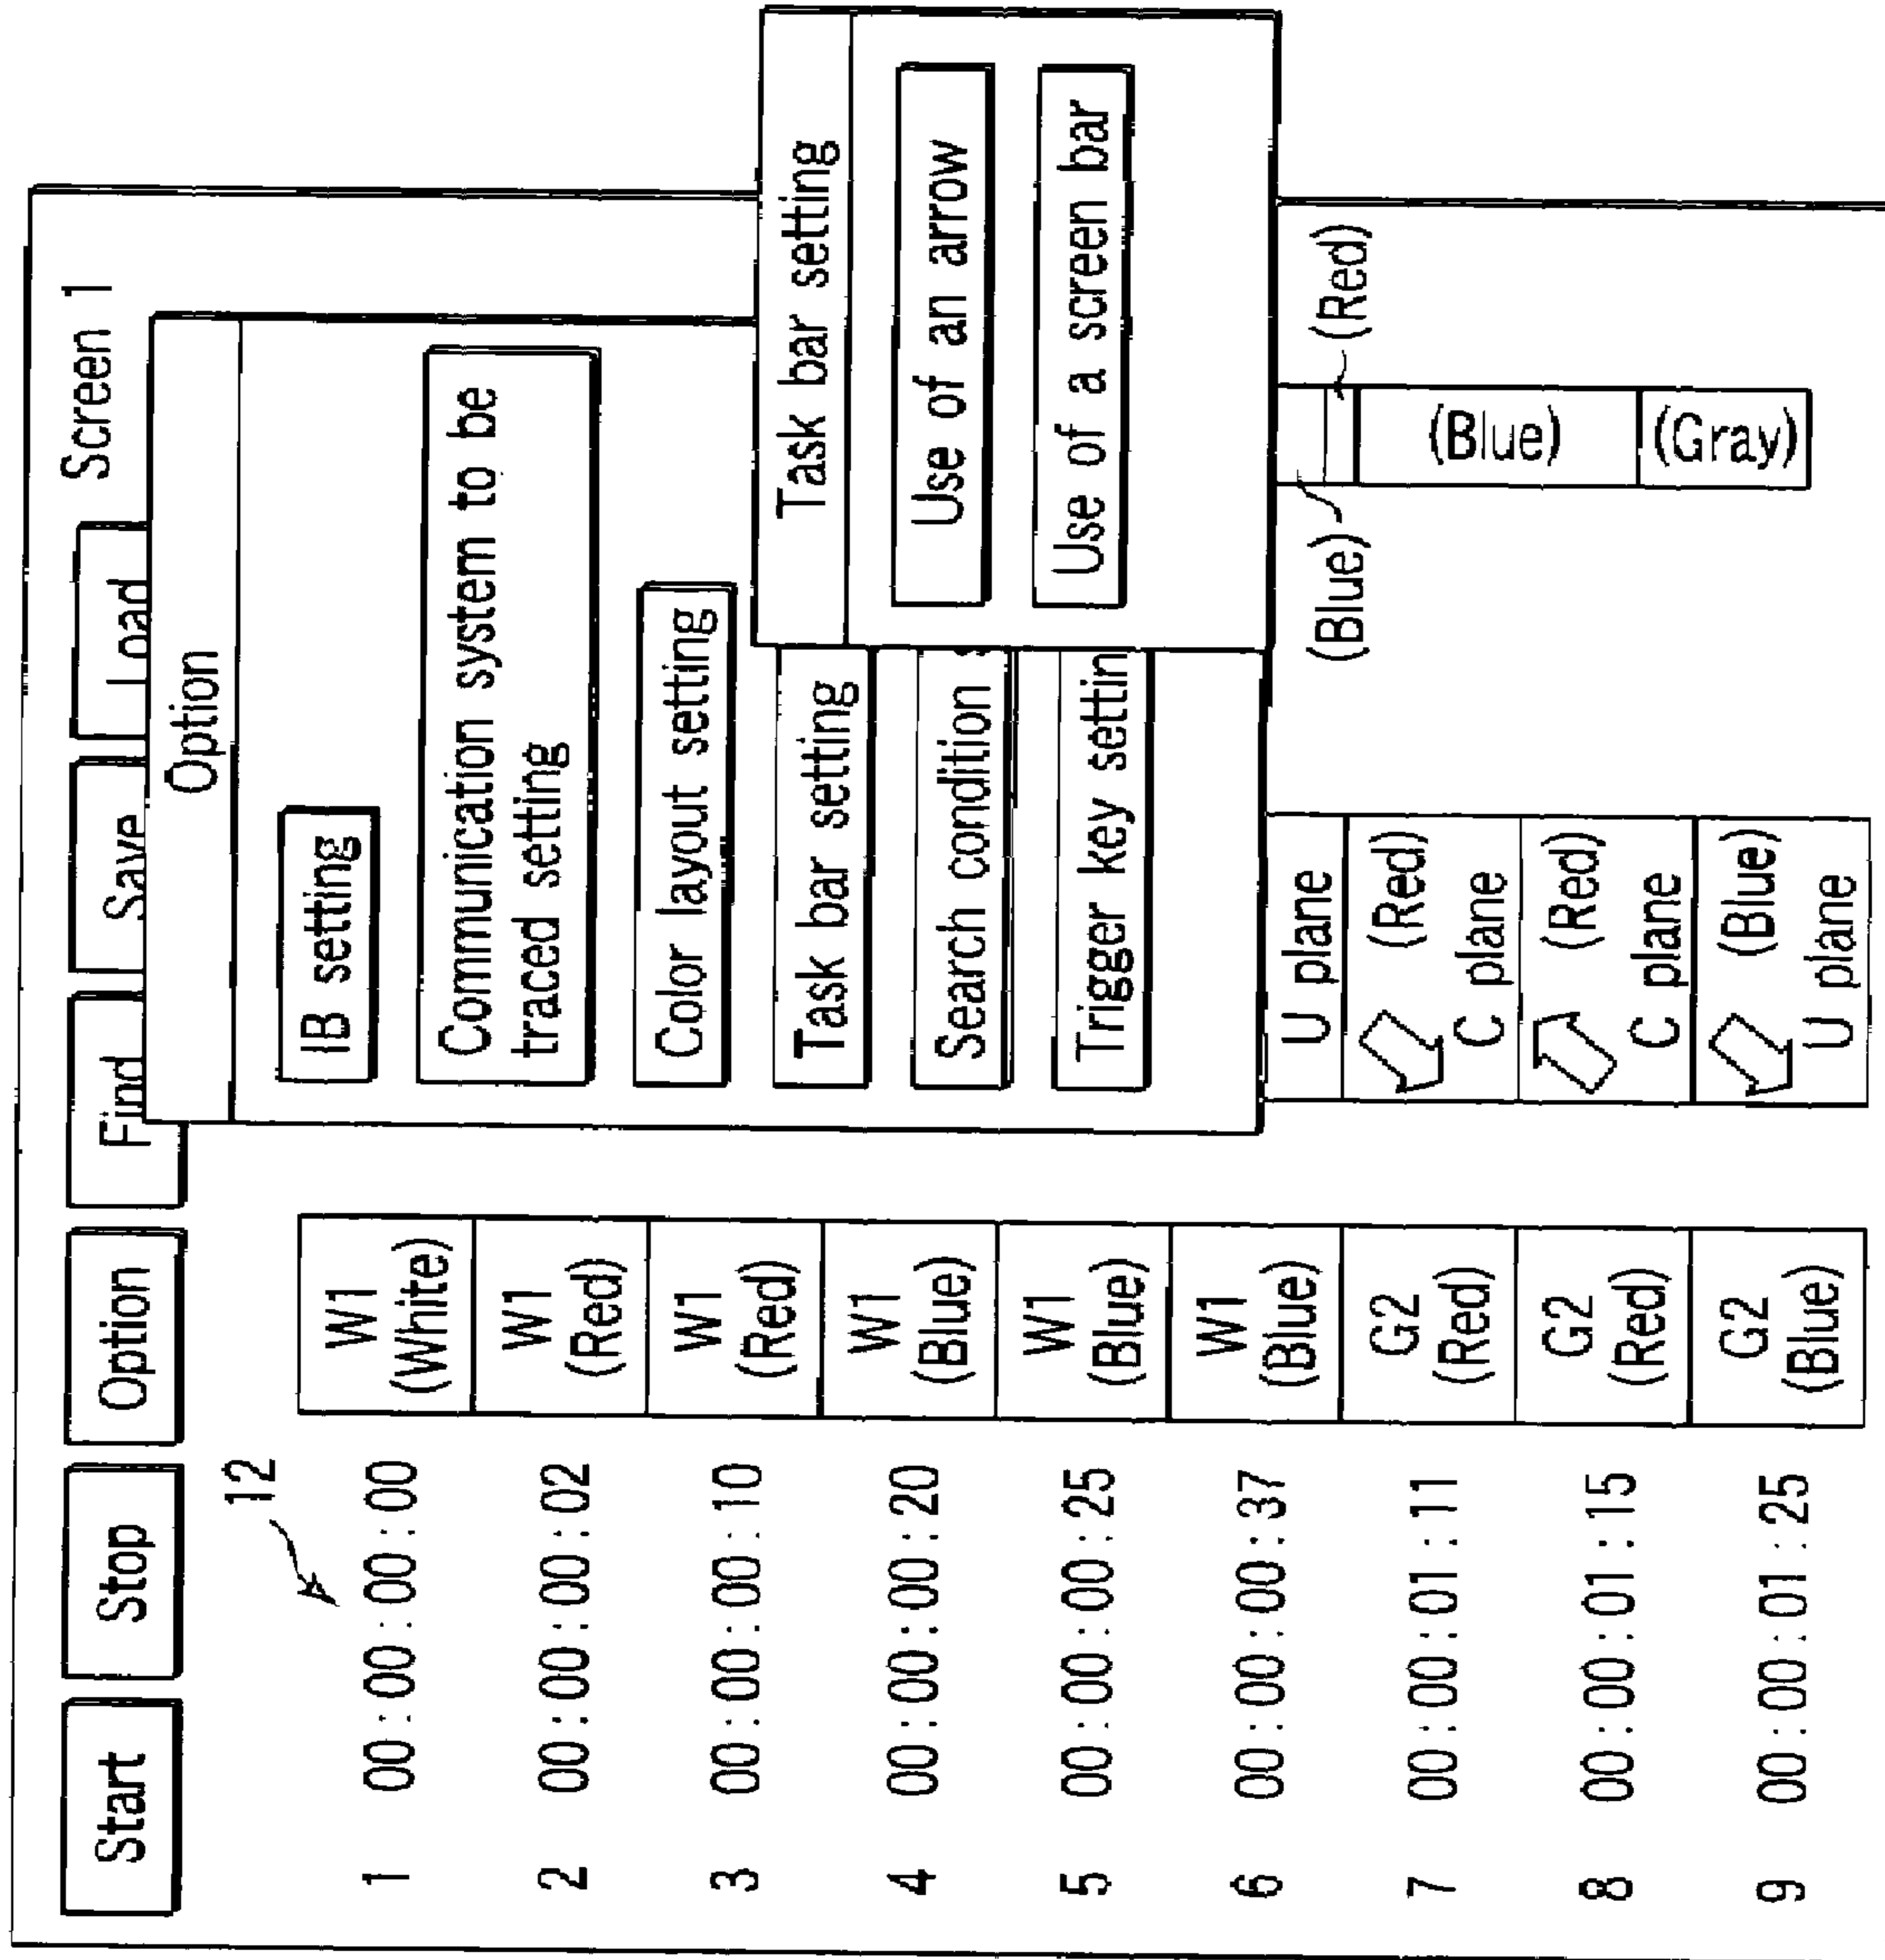 Screen 1
Start
Stop
Option
Find
Save
Load
12
Option
IB setting
Communication system to be
traced setting
Color layout setting
Task bar setting
Search condition
Trigger key settin
Task bar setting
Use of an arrow
Use of a screen bar
1 00:00:00:00 W1
(White)
2 00:00:00:02 W1
(Red)
3 00:00:00:10 W1
(Red)
4 00:00:00:20 W1
(Blue)
5 00:00:00:25 W1
(Blue)
6 00:00:00:37 W1
(Blue)
U plane
7 00:00:01:11 G2
(Red)
(Red)
C plane
8 00:00:01:15 G2
(Red)
(Red)
C plane
9 00:00:01:25 G2
(Blue)
(Blue)
U plane
(Blue)
(Red)
(Blue)
(Gray)